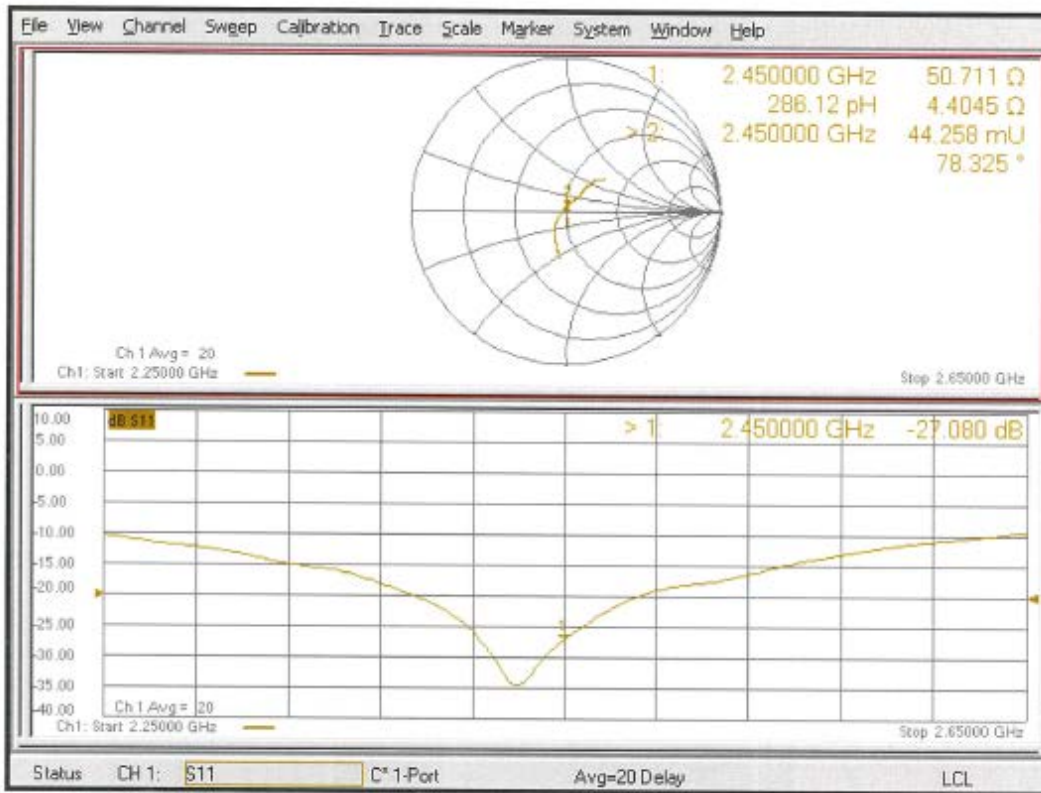 File View Channel Sweep Calibration Trace Scale Marker System Window Help
1: 2.450000 GHz 50.711 Ω
286.12 pH 4.4045 Ω
> 2: 2.450000 GHz 44.258 mU
78.325 °
Ch 1 Avg = 20
Ch1: Start 2.25000 GHz
Stop 2.65000 GHz
10.00
dB S11
> 1: 2.450000 GHz -27.080 dB
5.00
0.00
-5.00
-10.00
-15.00
-20.00
-25.00
1
-30.00
-35.00
-40.00
Ch 1 Avg = 20
Ch1: Start 2.25000 GHz
Stop 2.65000 GHz
Status CH 1: S11 C* 1-Port Avg=20 Delay LCL